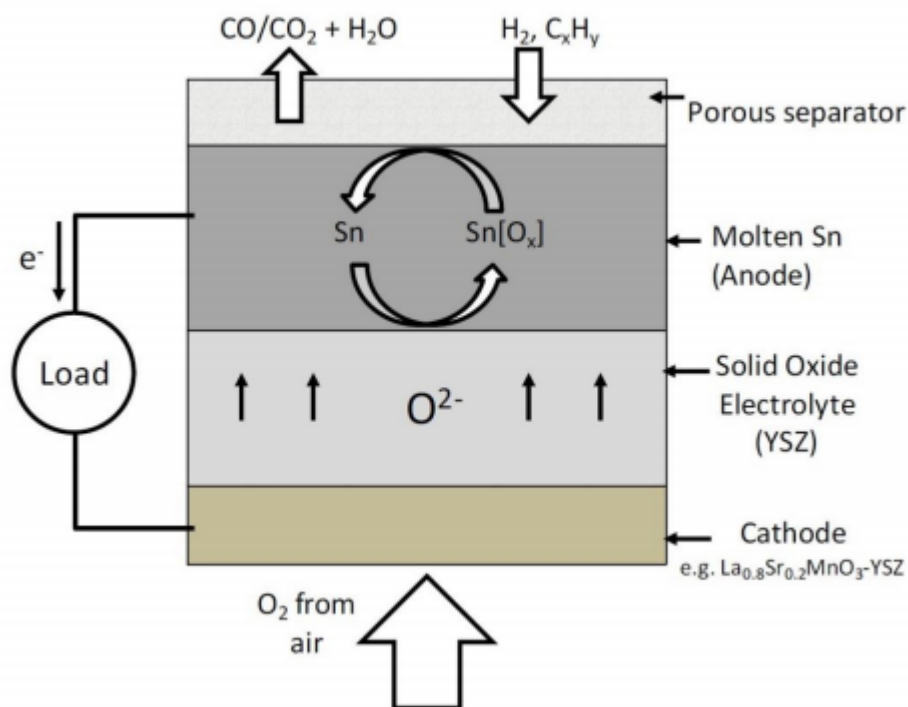 CO/CO₂ + H₂O
H₂, CₓHᵧ
Porous separator
Sn
Sn[Oₓ]
Molten Sn
(Anode)
e⁻
Load
O²⁻
Solid Oxide
Electrolyte
(YSZ)
Cathode
e.g. La₀.₈Sr₀.₂MnO₃-YSZ
O₂ from
air